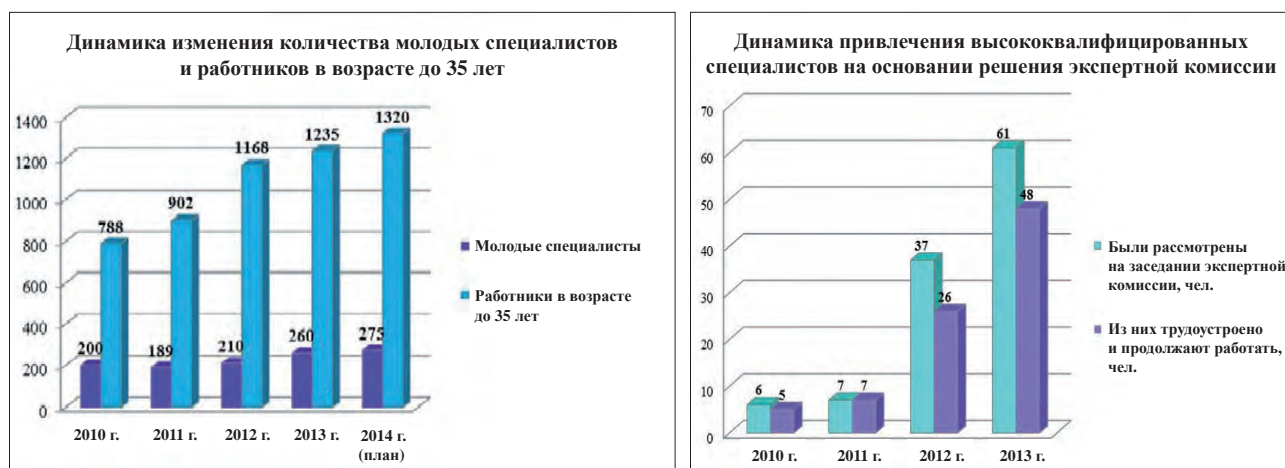 Динамика изменения количества молодых специалистов
и работников в возрасте до 35 лет
1400
1200
1000
800
600
400
200
0
788
902
1168
1235
1320
200
189
210
260
275
2010 г.
2011 г.
2012 г.
2013 г.
2014 г.
(план)
Молодые специалисты
Работники в возрасте
до 35 лет
Динамика привлечения высококвалифицированных
специалистов на основании решения экспертной комиссии
70
60
50
40
30
20
10
0
6
5
7
7
37
26
61
48
2010 г.
2011 г.
2012 г.
2013 г.
Были рассмотрены
на заседании экспертной
комиссии, чел.
Из них трудоустроено
и продолжают работать,
чел.